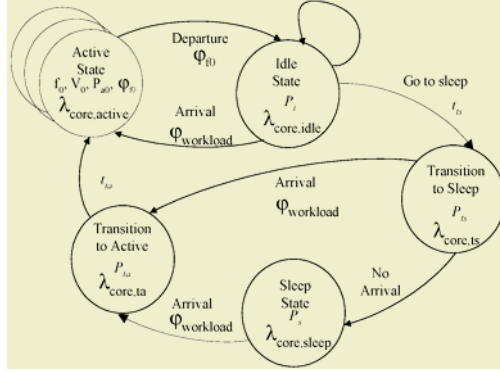 Active
State
f₀, V₀, Pₐ₀, φf0
λcore,active
Departure
φf0
Idle
State
Pᵢ
λcore,idle
Arrival
φworkload
Go to sleep
tts
Transition
to Sleep
Pts
λcore,ts
Arrival
φworkload
tta
Transition
to Active
Pta
λcore,ta
No
Arrival
Sleep
State
Pₛ
λcore,sleep
Arrival
φworkload